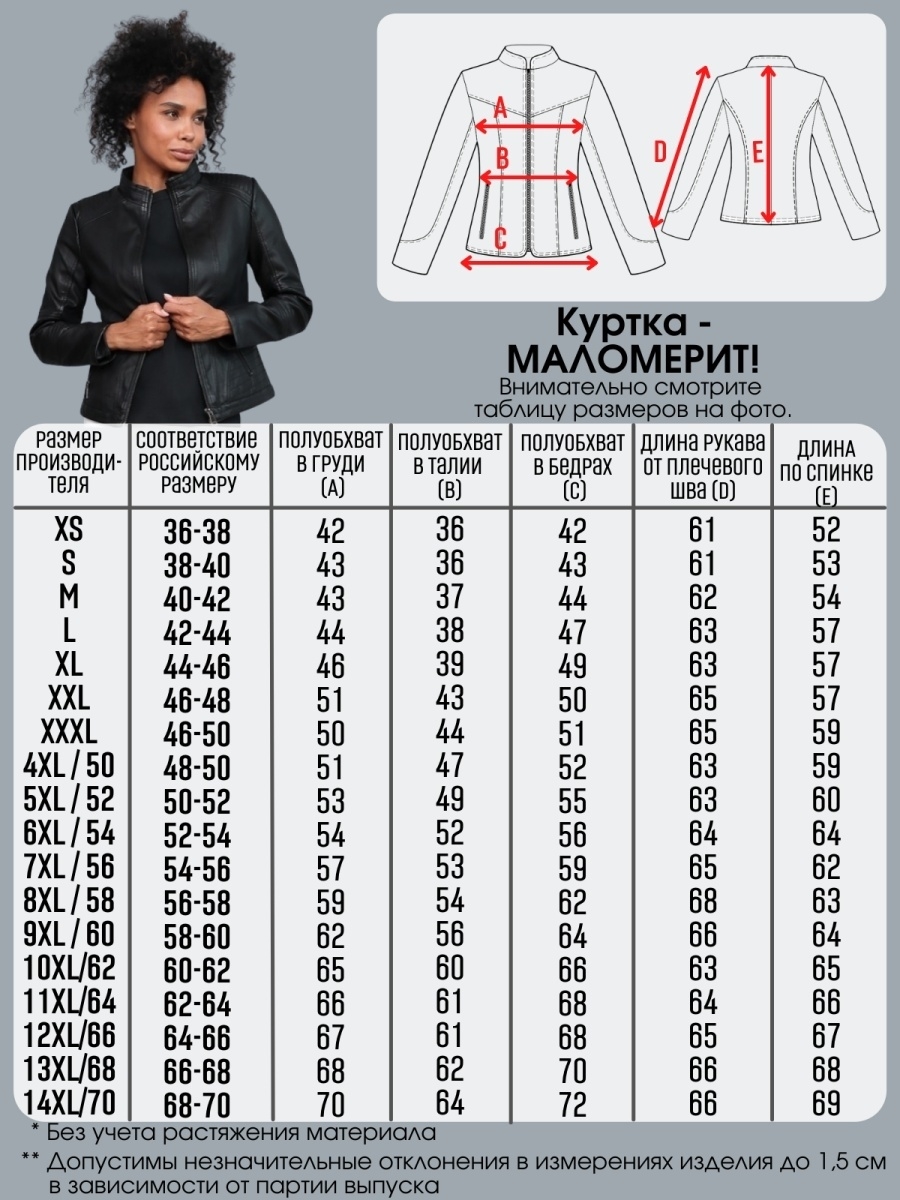 A
B
C
D
E
Куртка -
МАЛОМЕРИТ!
Внимательно смотрите
таблицу размеров на фото.
РАЗМЕР ПРОИЗВОДИ-ТЕЛЯ | СООТВЕТСТВИЕ РОССИЙСКОМУ РАЗМЕРУ | ПОЛУОБХВАТ В ГРУДИ (А) | ПОЛУОБХВАТ В ТАЛИИ (В) | ПОЛУОБХВАТ В БЕДРАХ (С) | ДЛИНА РУКАВА ОТ ПЛЕЧЕВОГО ШВА (D) | ДЛИНА ПО СПИНКЕ (Е)
XS 36-38 42 36 42 61 52
S 38-40 43 36 43 61 53
M 40-42 43 37 44 62 54
L 42-44 44 38 47 63 57
XL 44-46 46 39 49 63 57
XXL 46-48 51 43 50 65 57
XXXL 46-50 50 44 51 65 59
4XL / 50 48-50 51 47 52 63 59
5XL / 52 50-52 53 49 55 63 60
6XL / 54 52-54 54 52 56 64 64
7XL / 56 54-56 57 53 59 65 62
8XL / 58 56-58 59 54 62 68 63
9XL / 60 58-60 62 56 64 66 64
10XL/62 60-62 65 60 66 63 65
11XL/64 62-64 66 61 68 64 66
12XL/66 64-66 67 61 68 65 67
13XL/68 66-68 68 62 70 66 68
14XL/70 68-70 70 64 72 66 69
* Без учета растяжения материала
** Допустимы незначительные отклонения в измерениях изделия до 1,5 см
в зависимости от партии выпуска